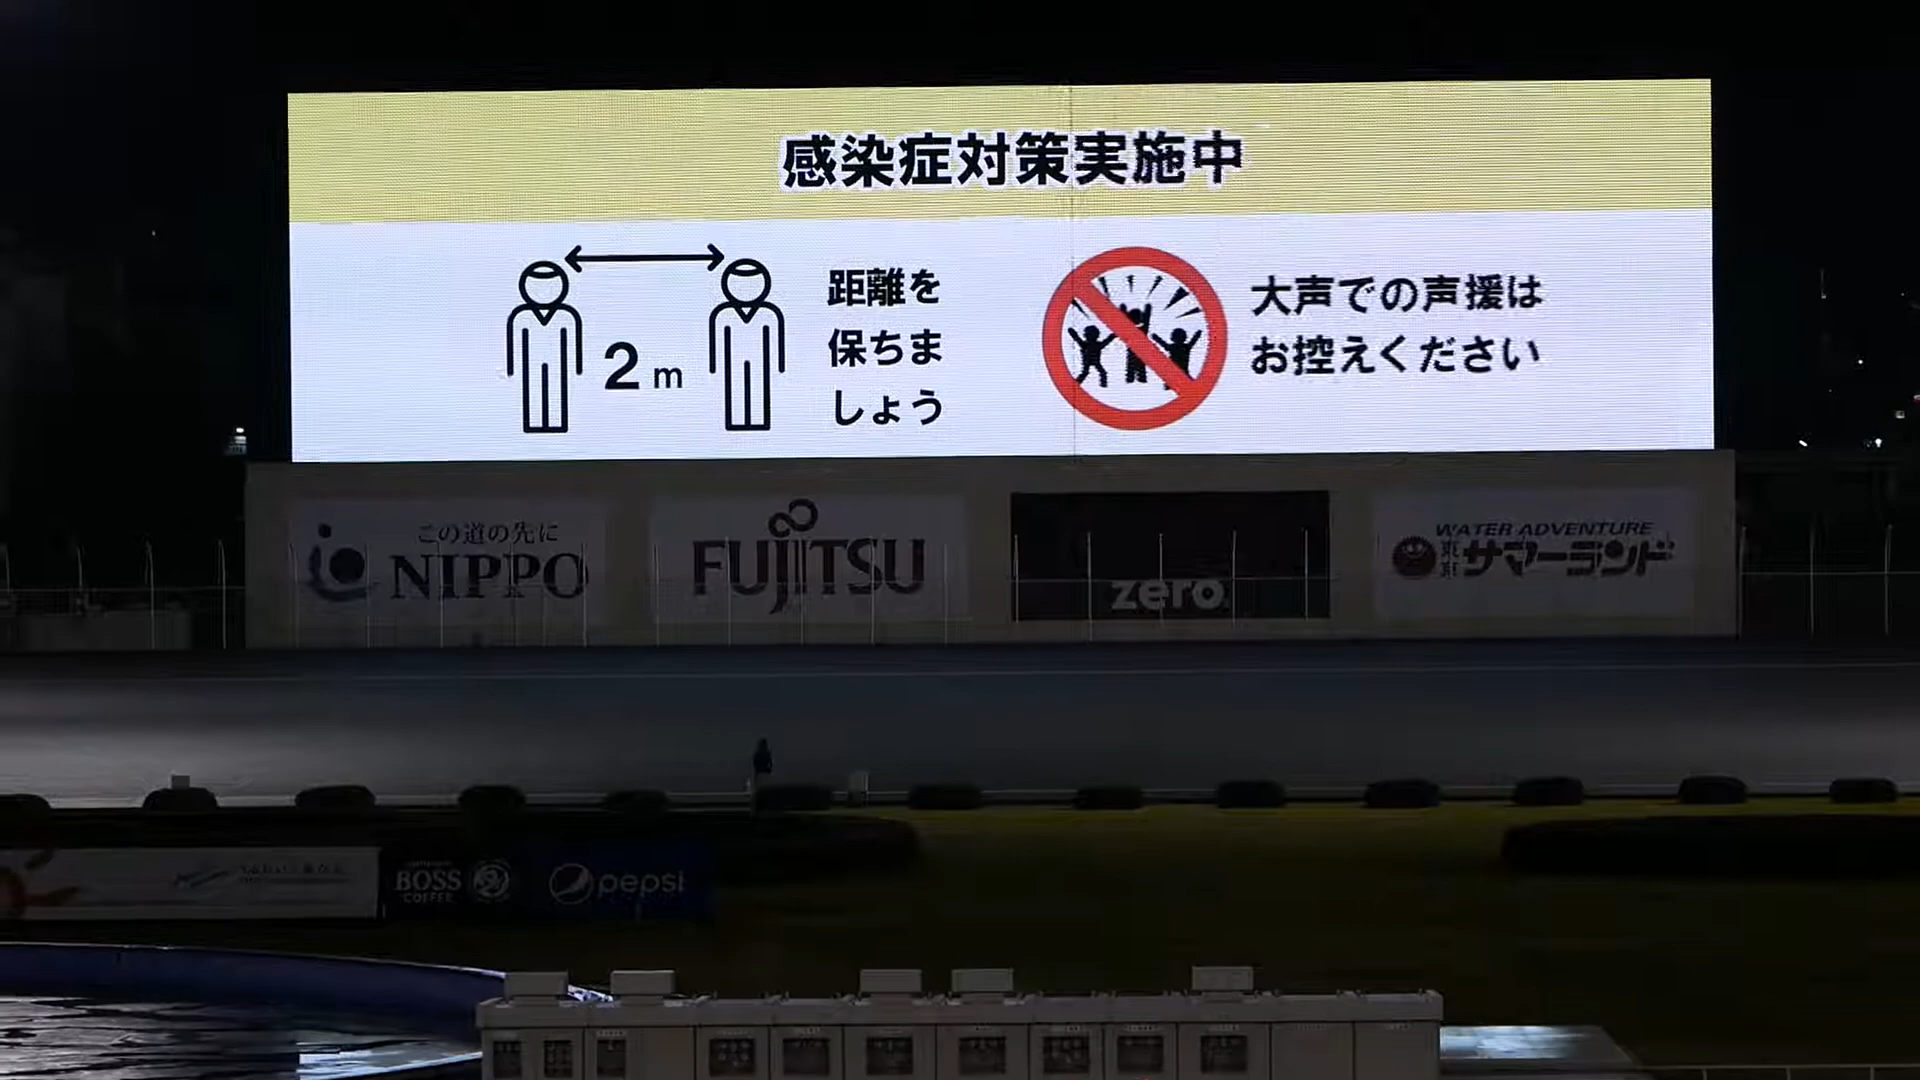 感染症対策実施中
2 m
距離を
保ちま
しょう
大声での声援は
お控えください
この道の先に
NIPPO
FUJITSU
zero
WATER ADVENTURE
東京サマーランド
BOSS
COFFEE
pepsi